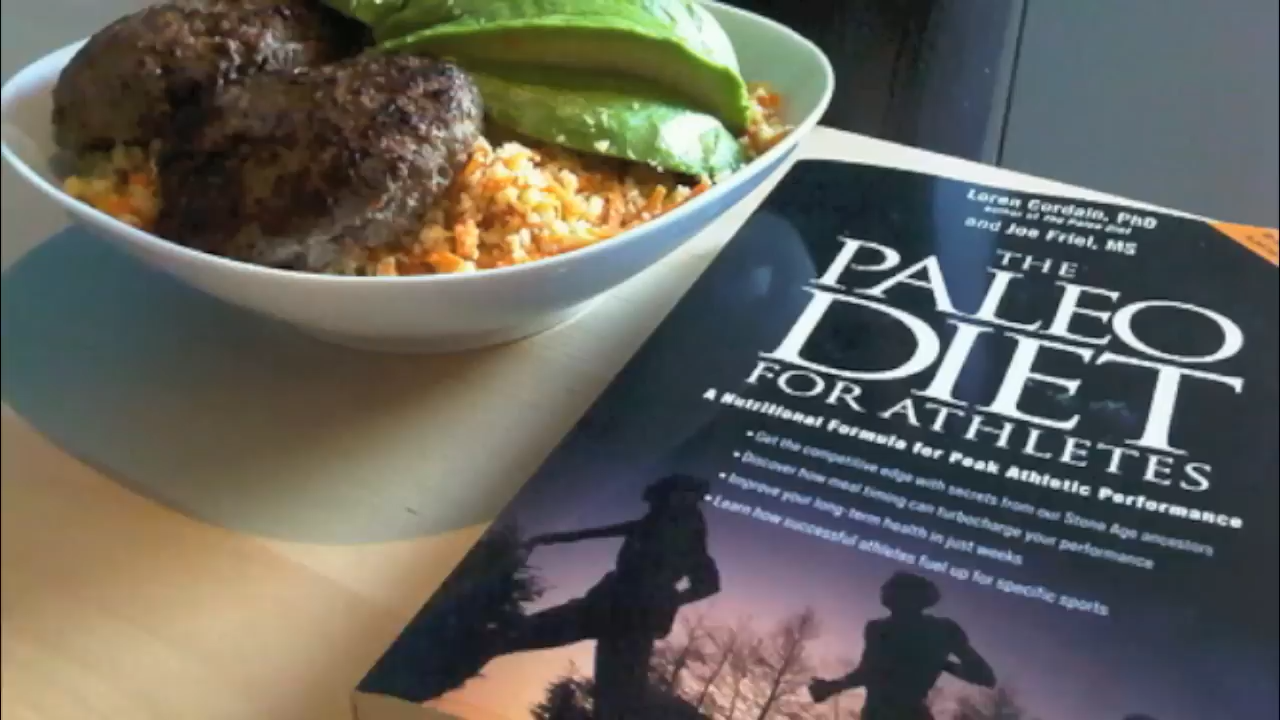 Loren Cordain, PhD
author of The Paleo Diet
and Joe Friel, MS
THE
PALEO
DIET
FOR ATHLETES
A Nutritional Formula for Peak Athletic Performance
• Get the competitive edge with secrets from our Stone Age ancestors
• Discover how meal timing can turbocharge your performance
• Improve your long-term health in just weeks
• Learn how successful athletes fuel up for specific sports